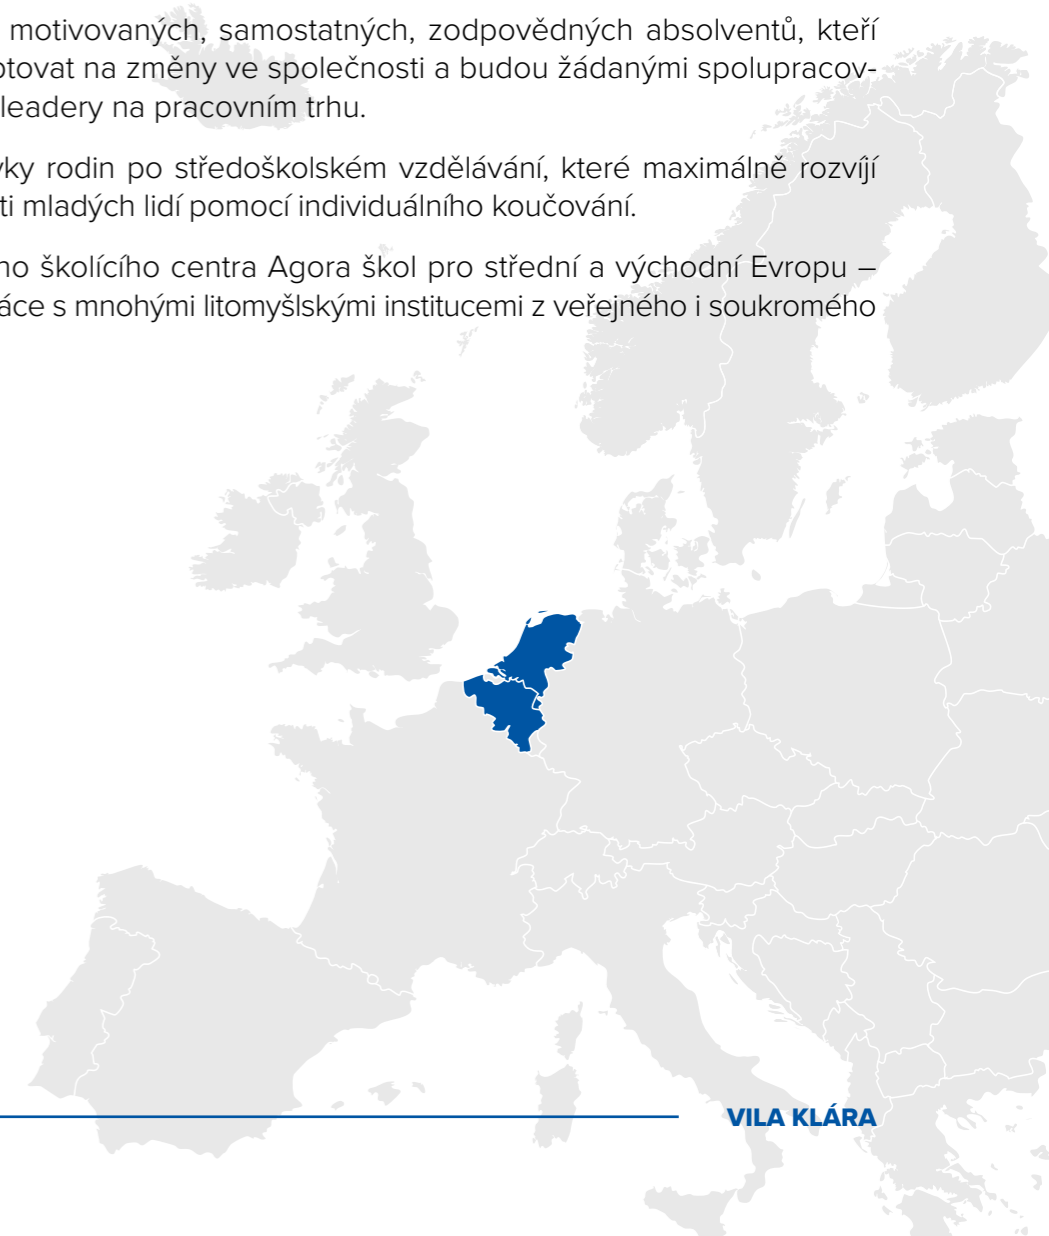 motivovaných, samostatných, zodpovědných absolventů, kteří
ptovat na změny ve společnosti a budou žádanými spolupracov-
leadery na pracovním trhu.
vky rodin po středoškolském vzdělávání, které maximálně rozvíjí
ti mladých lidí pomocí individuálního koučování.
ho školícího centra Agora škol pro střední a východní Evropu –
áce s mnohými litomyšlskými institucemi z veřejného i soukromého
VILA KLÁRA